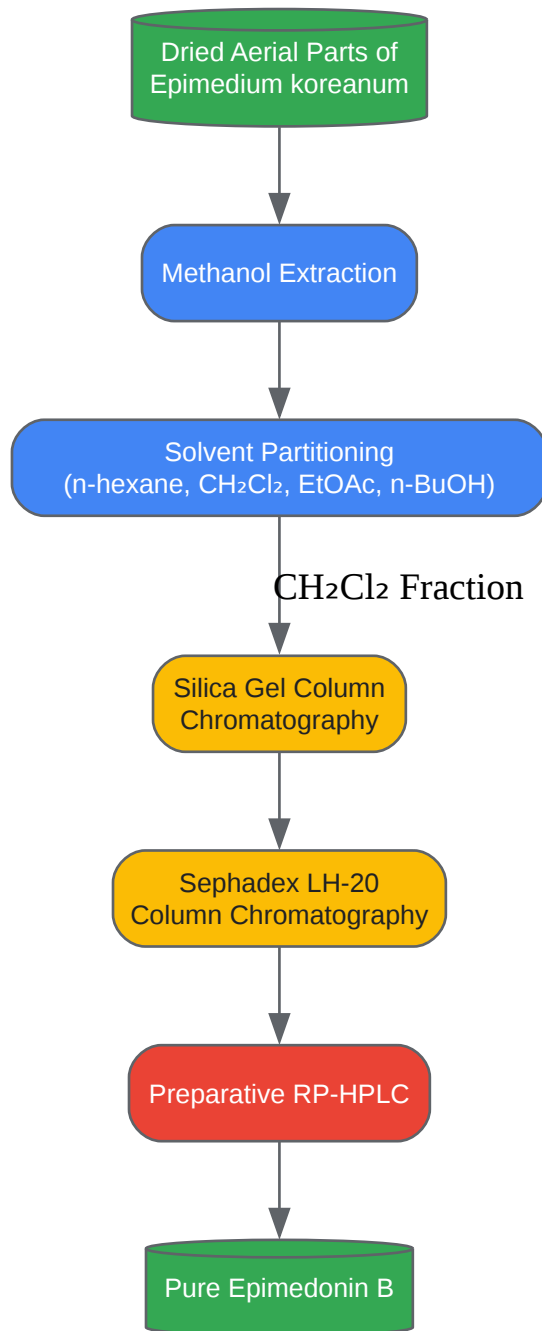 Dried Aerial Parts of
Epimedium koreanum
Methanol Extraction
Solvent Partitioning
(n-hexane, CH₂Cl₂, EtOAc, n-BuOH)
CH₂Cl₂ Fraction
Silica Gel Column
Chromatography
Sephadex LH-20
Column Chromatography
Preparative RP-HPLC
Pure Epimedonin B